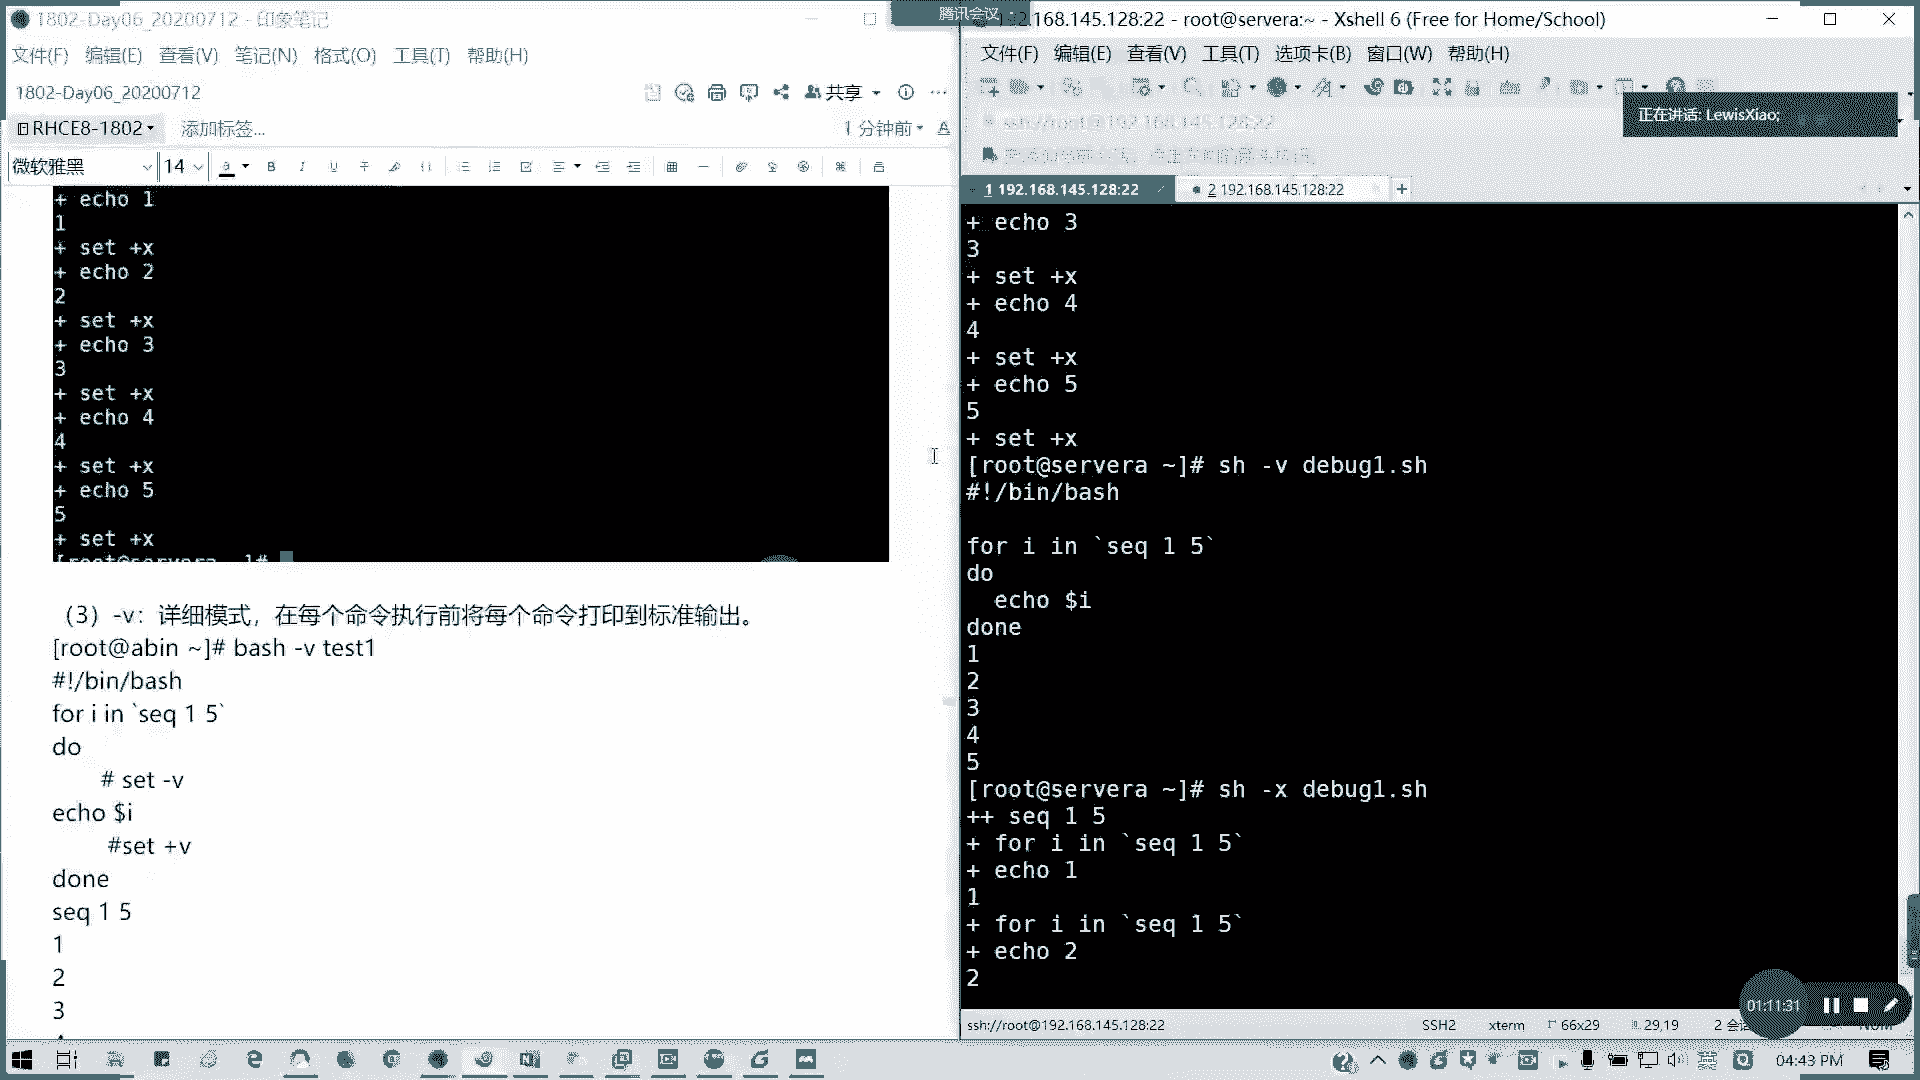 1802-Day06_20200712 - 印象笔记
文件(F) 编辑(E) 查看(V) 笔记(N) 格式(O) 工具(T) 帮助(H)
1802-Day06_20200712
共享
RHCE8-1802
添加标签...
1 分钟前
微软雅黑
14
+ echo 1
1
+ set +x
+ echo 2
2
+ set +x
+ echo 3
3
+ set +x
+ echo 4
4
+ set +x
+ echo 5
5
+ set +x
[root@servera ~]#
（3）-v：详细模式，在每个命令执行前将每个命令打印到标准输出。
[root@abin ~]# bash -v test1
#!/bin/bash
for i in `seq 1 5`
do
# set -v
echo $i
#set +v
done
seq 1 5
1
2
3
腾讯会议
192.168.145.128:22 - root@servera:~ - Xshell 6 (Free for Home/School)
文件(F) 编辑(E) 查看(V) 工具(T) 选项卡(B) 窗口(W) 帮助(H)
ssh://root@192.168.145.128:22
正在讲话: LewisXiao;
1 192.168.145.128:22
2 192.168.145.128:22
+ echo 3
3
+ set +x
+ echo 4
4
+ set +x
+ echo 5
5
+ set +x
[root@servera ~]# sh -v debug1.sh
#!/bin/bash
for i in `seq 1 5`
do
echo $i
done
1
2
3
4
5
[root@servera ~]# sh -x debug1.sh
++ seq 1 5
+ for i in `seq 1 5`
+ echo 1
1
+ for i in `seq 1 5`
+ echo 2
2
01:11:31
ssh://root@192.168.145.128:22
SSH2
xterm
66x29
29,19
2 会
NUM
英
04:43 PM